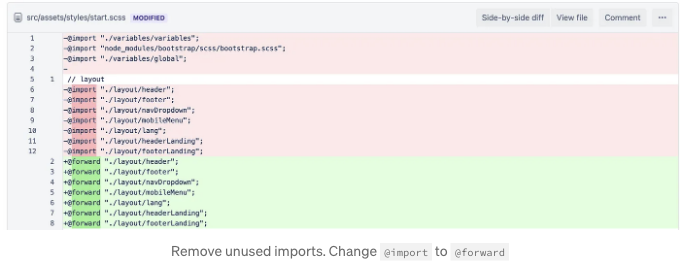 src/assets/styles/start.scss MODIFIED Side-by-side diff View file Comment ...
1 -@import "./variables/variables";
2 -@import "node_modules/bootstrap/scss/bootstrap.scss";
3 -@import "./variables/global";
4 -
5 1 // layout
6 -@import "./layout/header";
7 -@import "./layout/footer";
8 -@import "./layout/navDropdown";
9 -@import "./layout/mobileMenu";
10 -@import "./layout/lang";
11 -@import "./layout/headerLanding";
12 -@import "./layout/footerLanding";
2 +@forward "./layout/header";
3 +@forward "./layout/footer";
4 +@forward "./layout/navDropdown";
5 +@forward "./layout/mobileMenu";
6 +@forward "./layout/lang";
7 +@forward "./layout/headerLanding";
8 +@forward "./layout/footerLanding";
Remove unused imports. Change @import to @forward